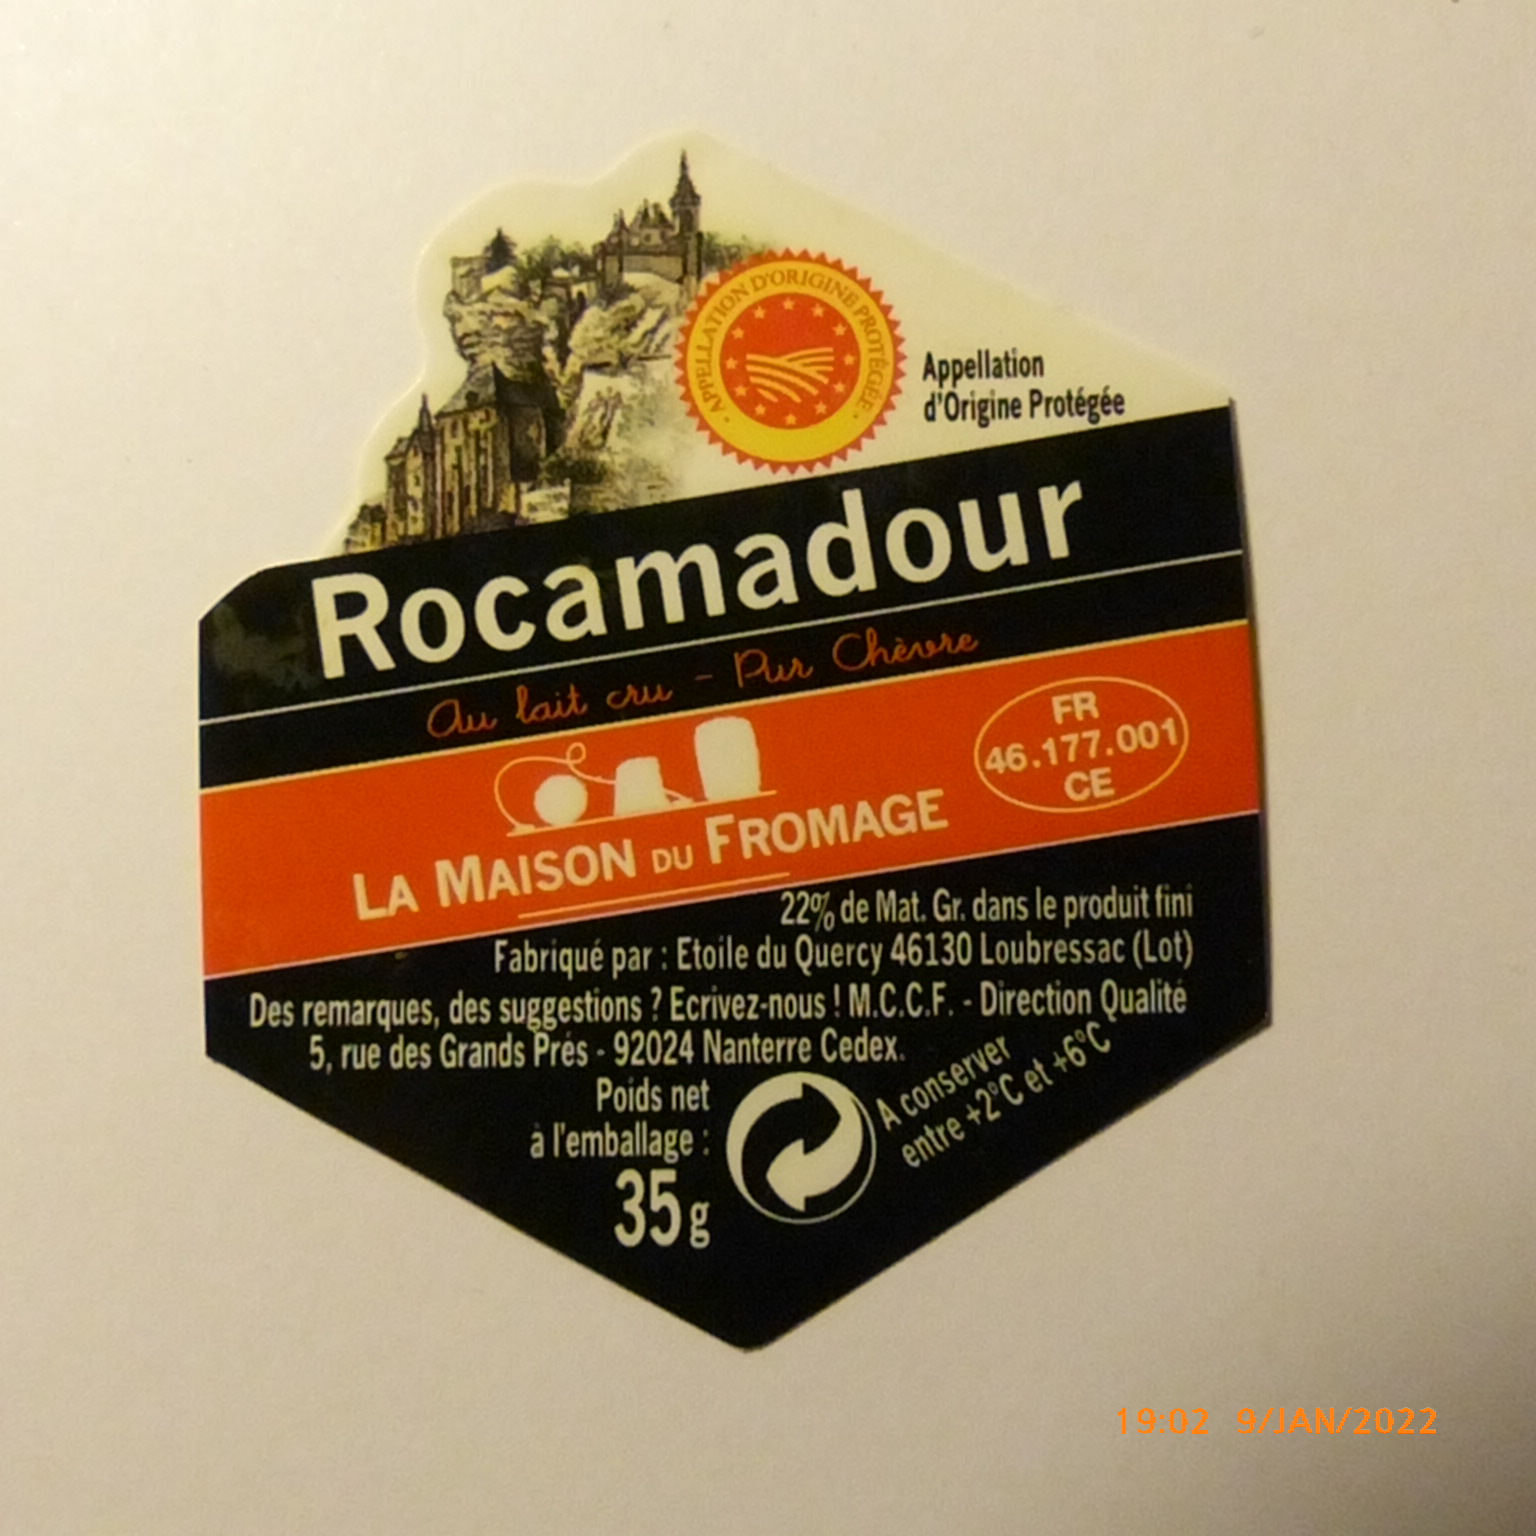 APPELLATION D'ORIGINE PROTÉGÉE
Appellation
d'Origine Protégée
Rocamadour
Au lait cru - Pur Chèvre
FR
46.177.001
CE
LA MAISON DU FROMAGE
22% de Mat. Gr. dans le produit fini
Fabriqué par : Etoile du Quercy 46130 Loubressac (Lot)
Des remarques, des suggestions ? Ecrivez-nous ! M.C.C.F. - Direction Qualité
5, rue des Grands Prés - 92024 Nanterre Cedex.
Poids net
à l'emballage :
35 g
A conserver
entre +2°C et +6°C
19:02 9/JAN/2022